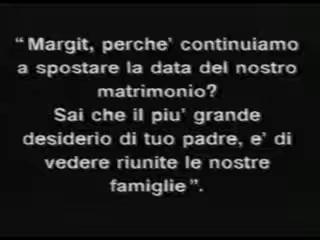 “Margit, perche’ continuiamo
a spostare la data del nostro
matrimonio?
Sai che il piu’ grande
desiderio di tuo padre, e’ di
vedere riunite le nostre
famiglie”.